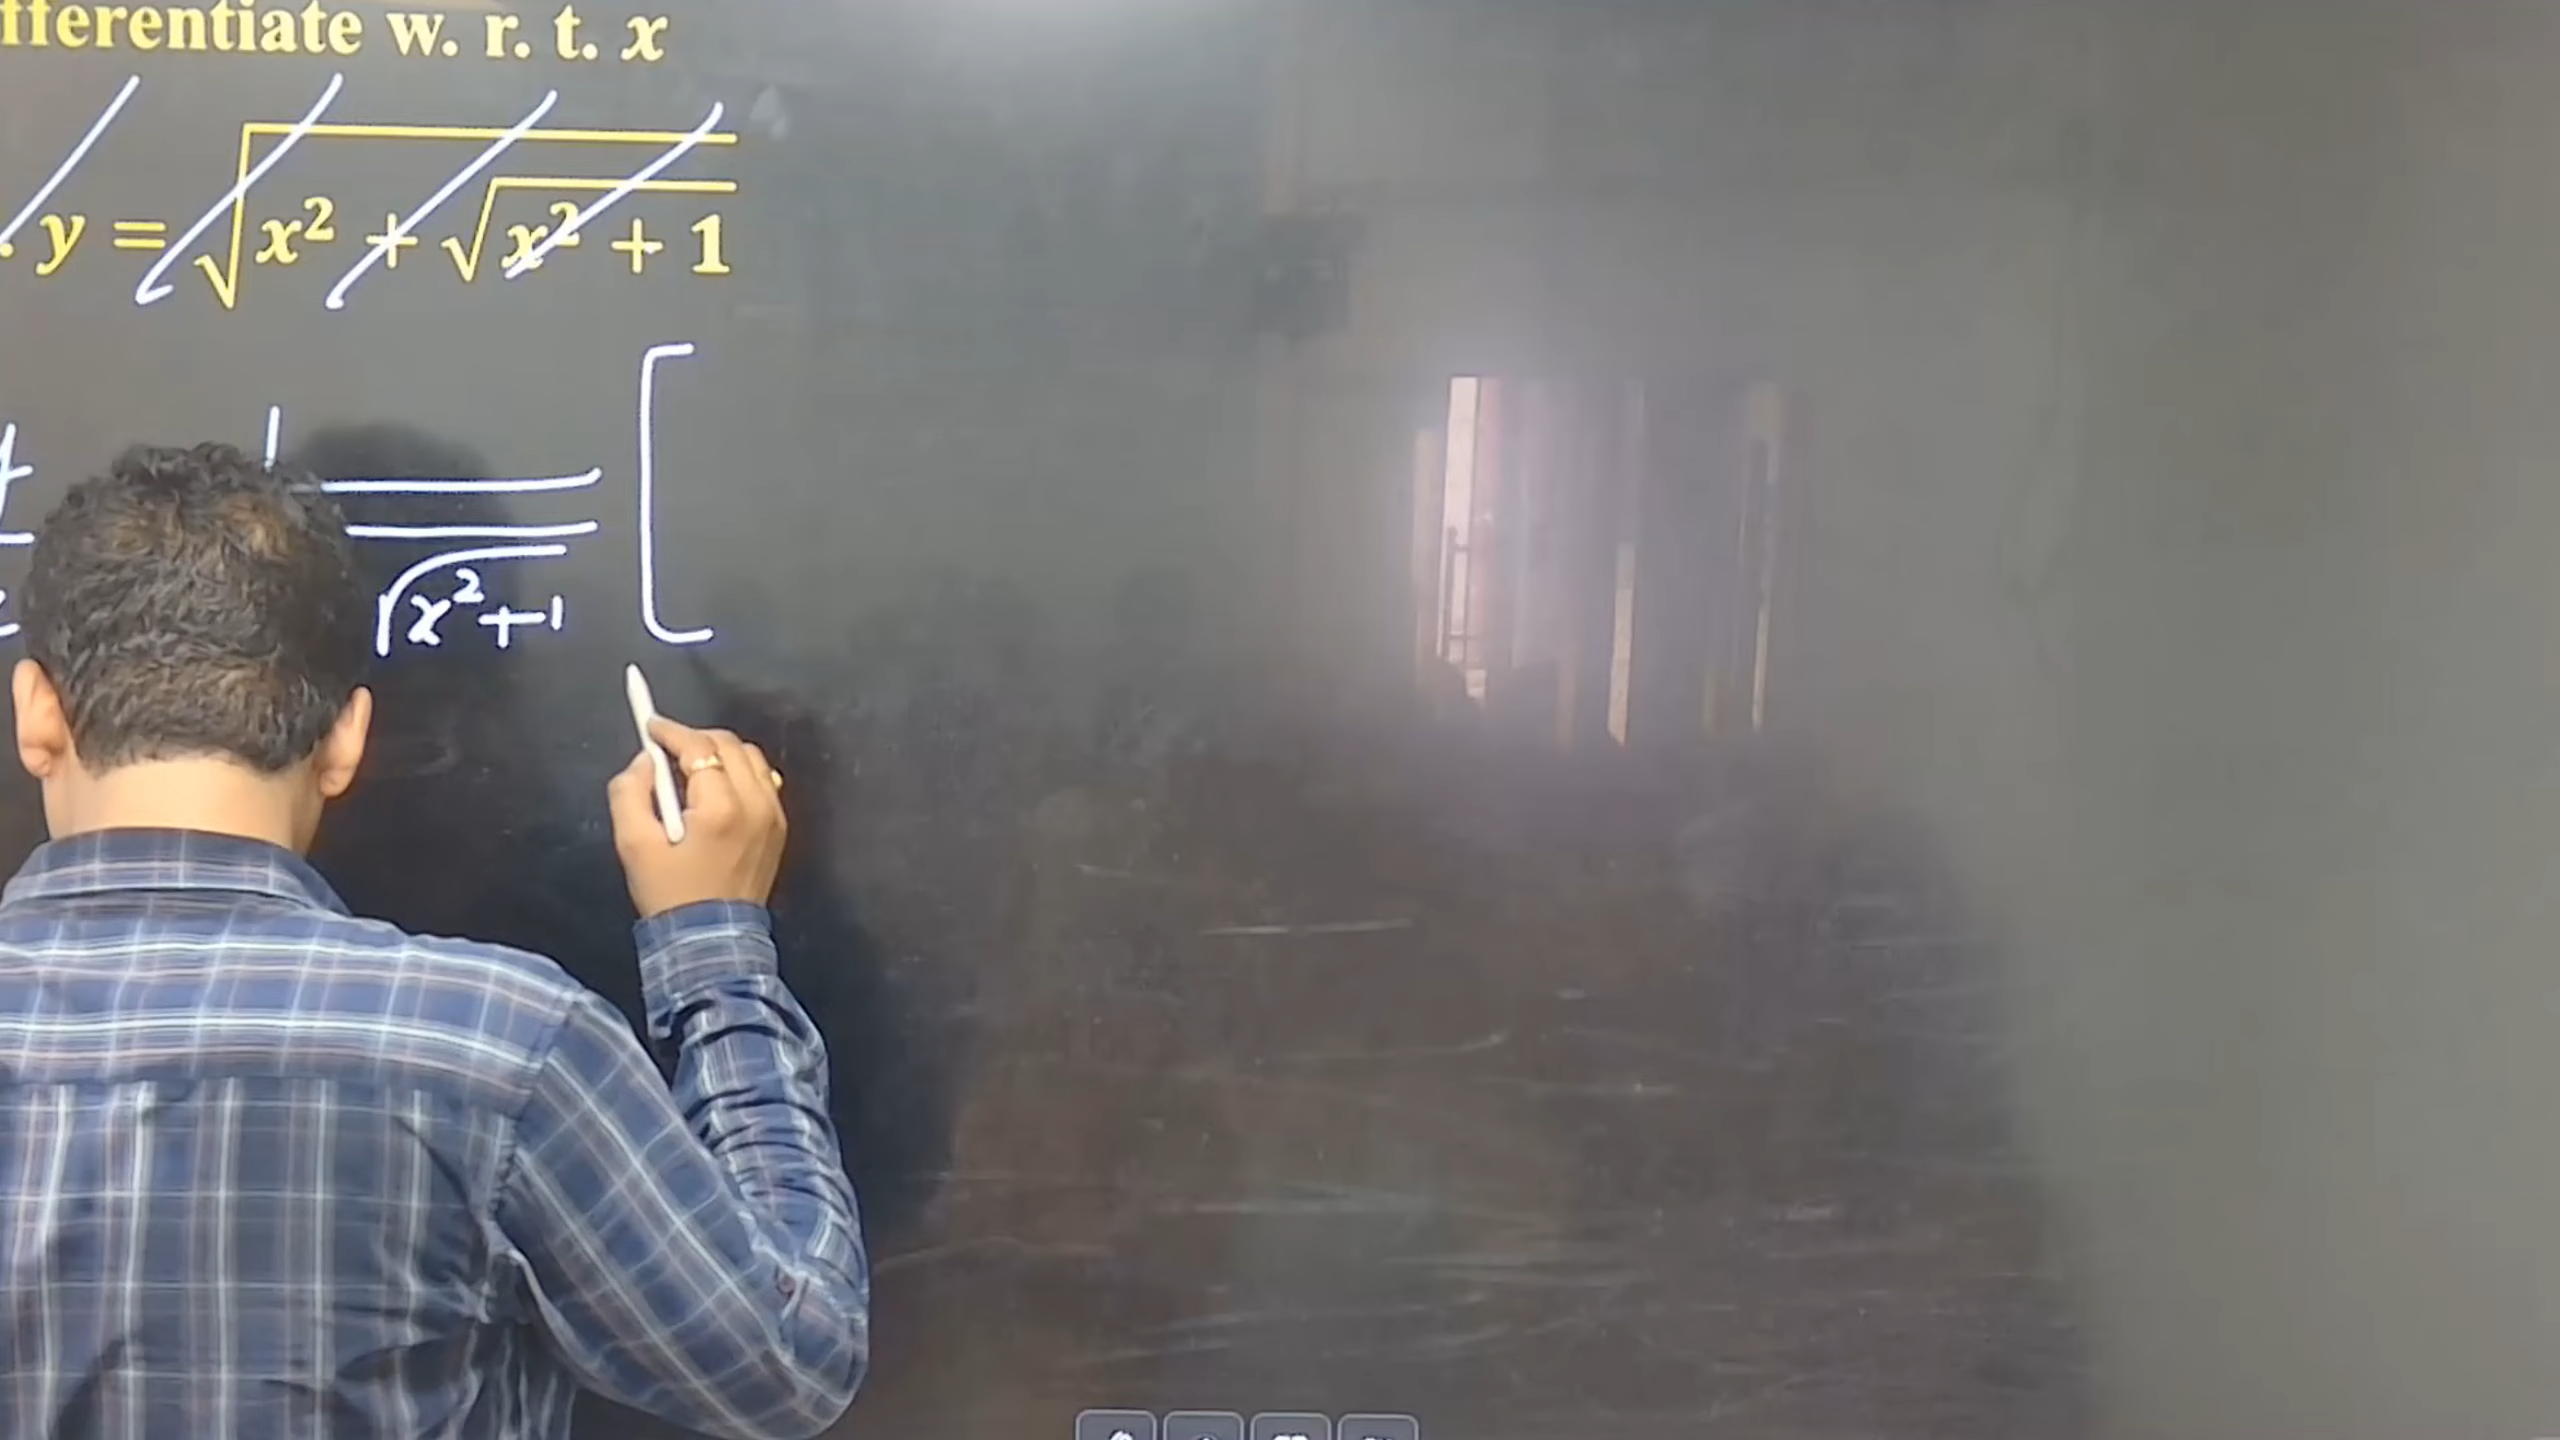 fferentiate w. r. t. x
. y = √x² + √x² + 1
1 [
√x²+1